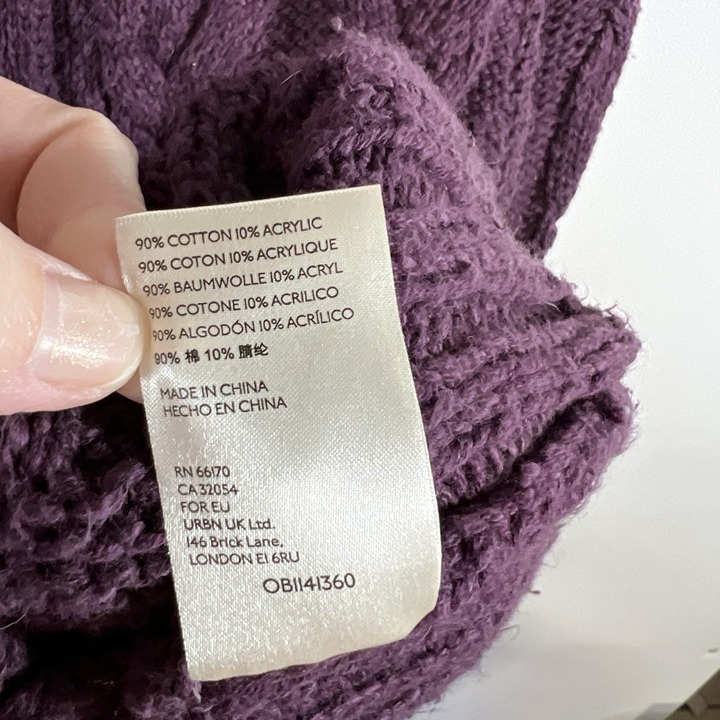 90% COTTON 10% ACRYLIC
90% COTON 10% ACRYLIQUE
90% BAUMWOLLE 10% ACRYL
90% COTONE 10% ACRILICO
90% ALGODÓN 10% ACRÍLICO
90% 棉 10% 腈纶
MADE IN CHINA
HECHO EN CHINA
RN 66170
CA 32054
FOR EU
URBN UK Ltd.
146 Brick Lane,
LONDON E1 6RU
OB1141360